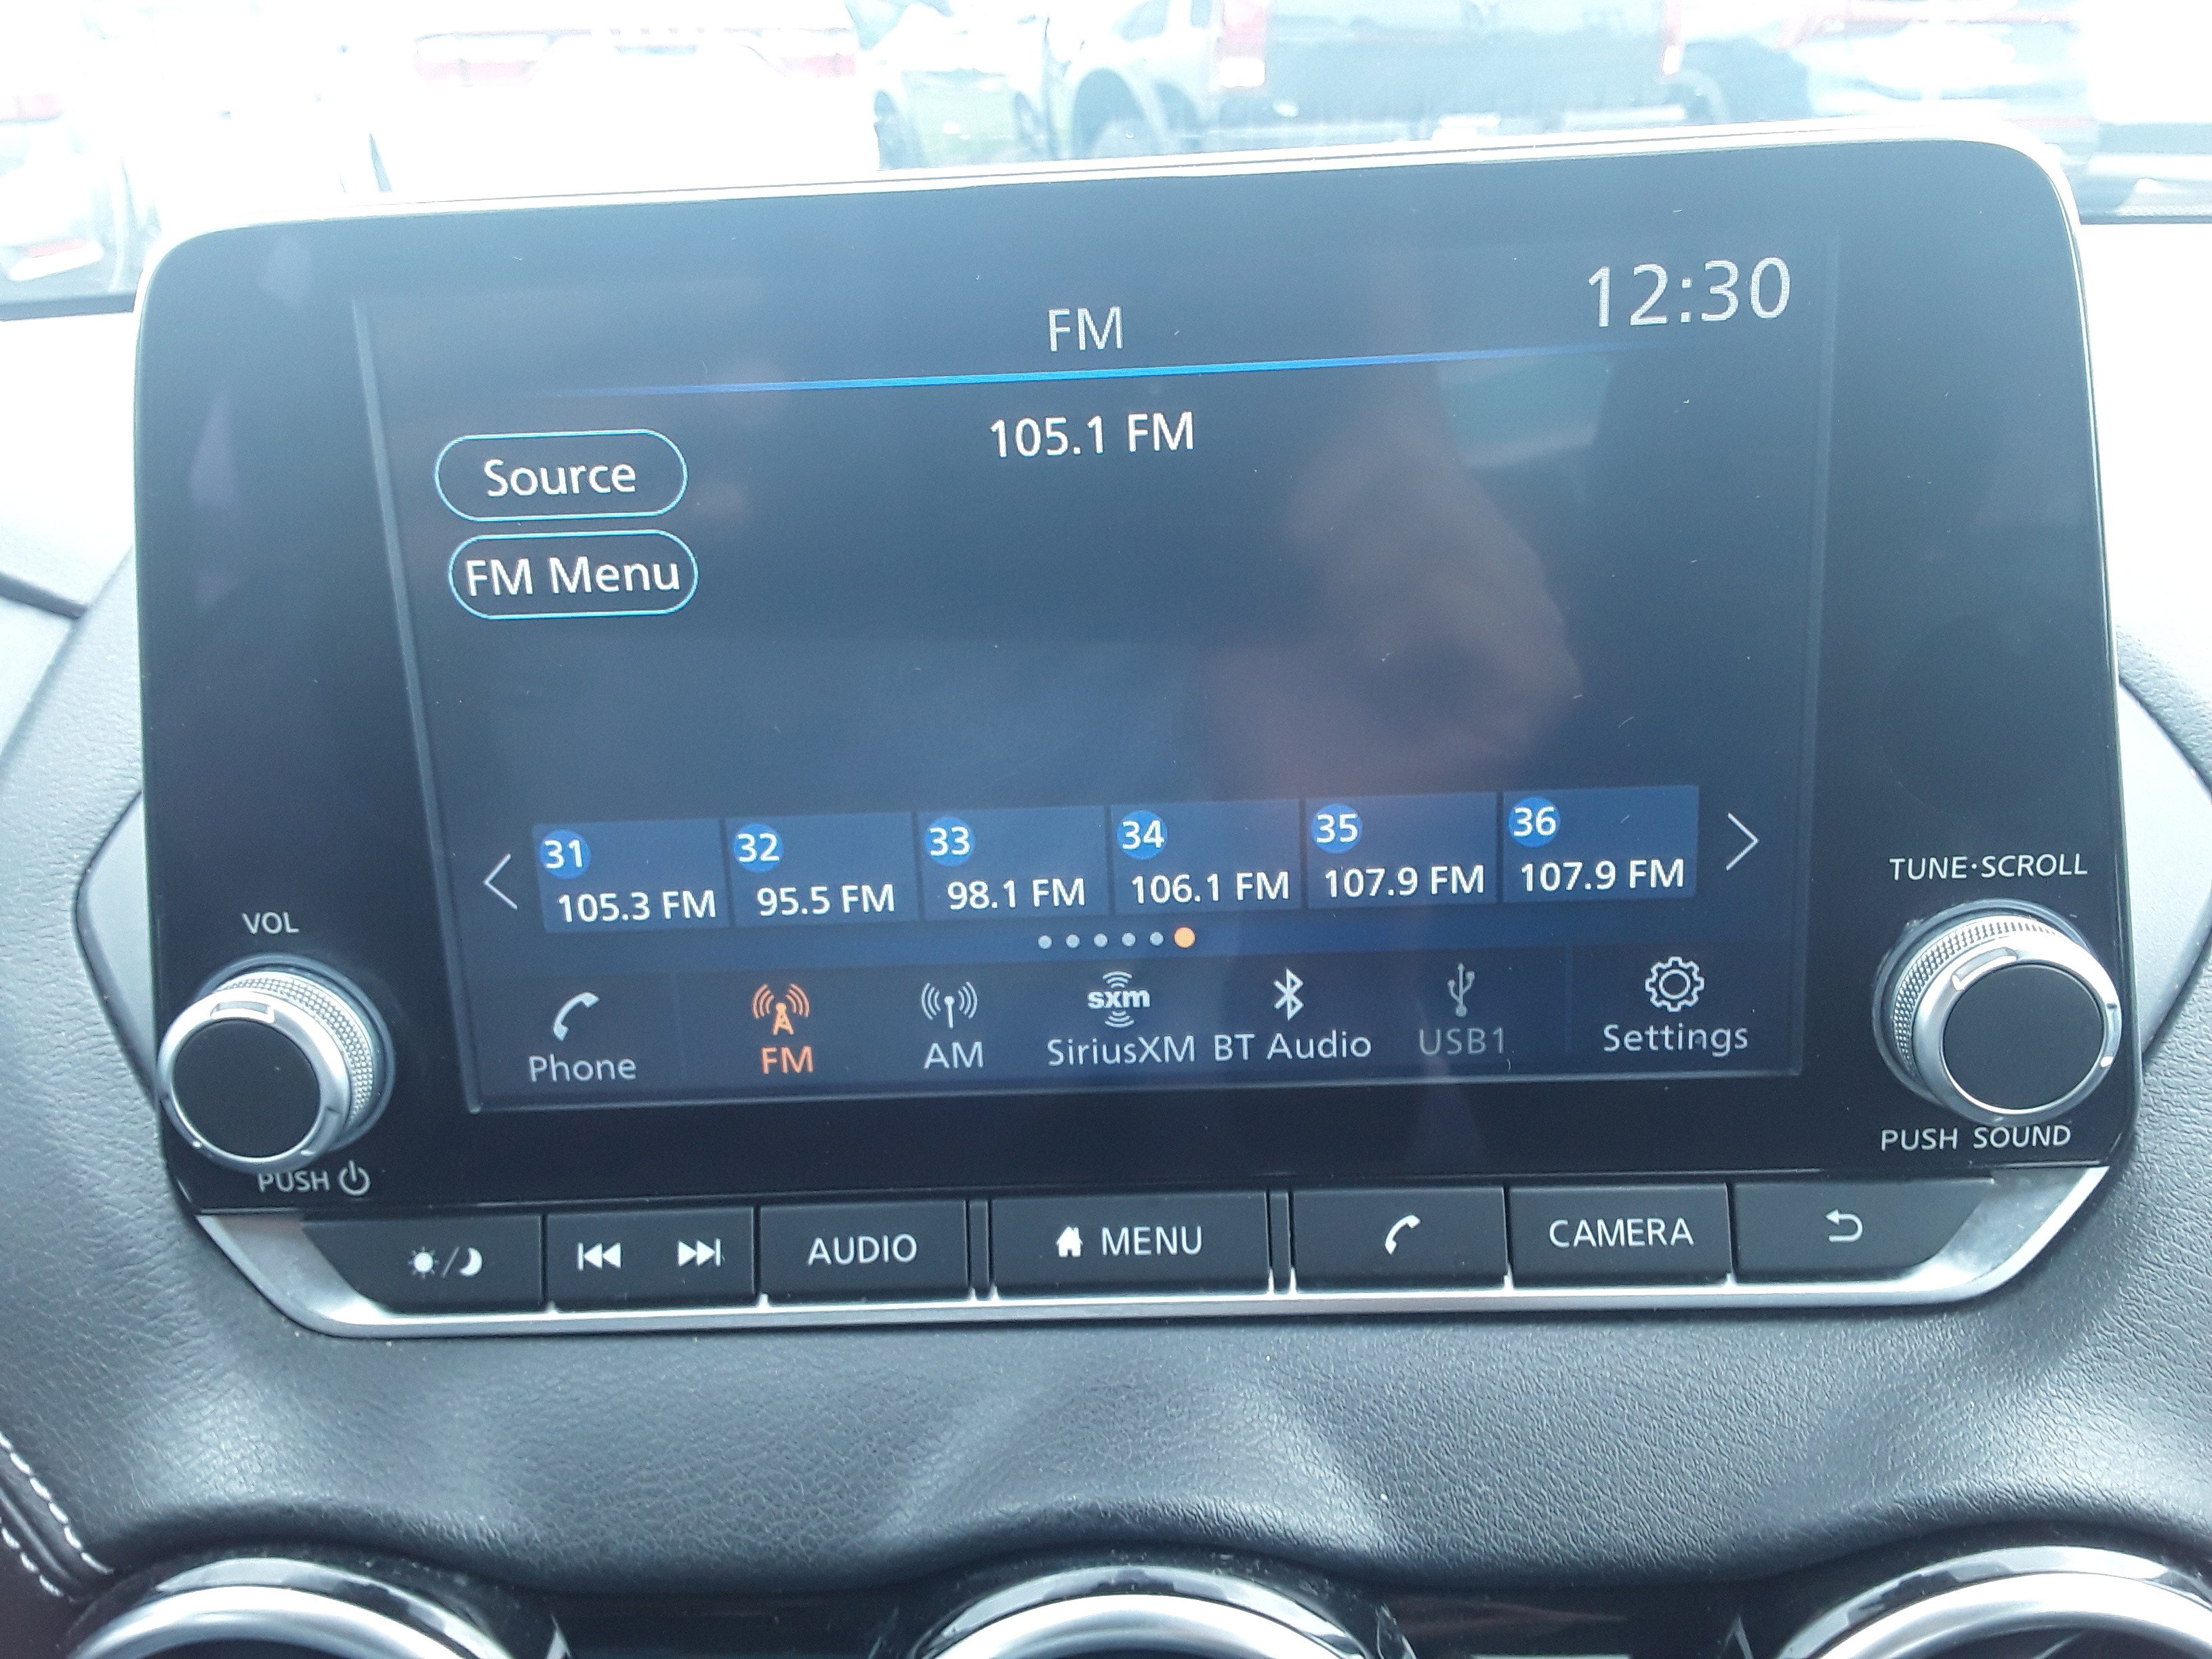 FM
12:30
105.1 FM
Source
FM Menu
31 32 33 34 35 36
105.3 FM 95.5 FM 98.1 FM 106.1 FM 107.9 FM 107.9 FM
VOL
TUNE·SCROLL
sxm
Phone FM AM SiriusXM BT Audio USB1 Settings
PUSH
PUSH SOUND
AUDIO MENU CAMERA